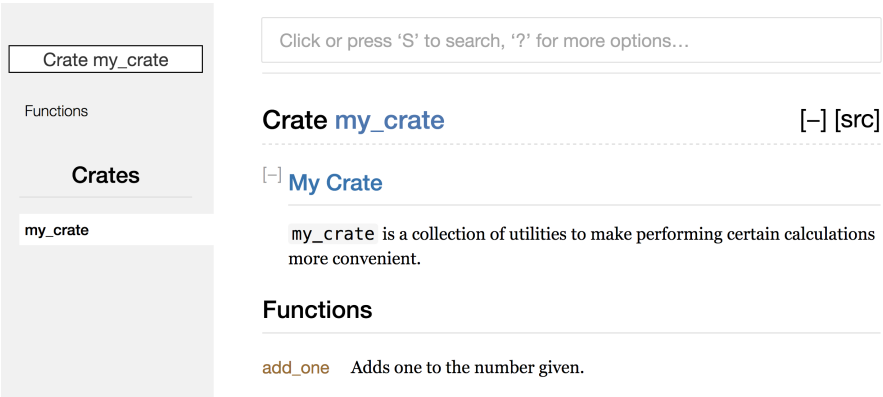 Crate my_crate
Functions
Crates
my_crate
Click or press ‘S’ to search, ‘?’ for more options…
Crate my_crate
[−] [src]
[−] My Crate
my_crate is a collection of utilities to make performing certain calculations
more convenient.
Functions
add_one Adds one to the number given.